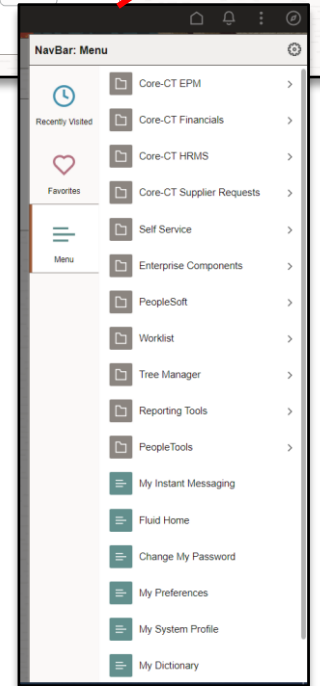 NavBar: Menu
Recently Visited
Favorites
Menu
Core-CT EPM
Core-CT Financials
Core-CT HRMS
Core-CT Supplier Requests
Self Service
Enterprise Components
PeopleSoft
Worklist
Tree Manager
Reporting Tools
PeopleTools
My Instant Messaging
Fluid Home
Change My Password
My Preferences
My System Profile
My Dictionary